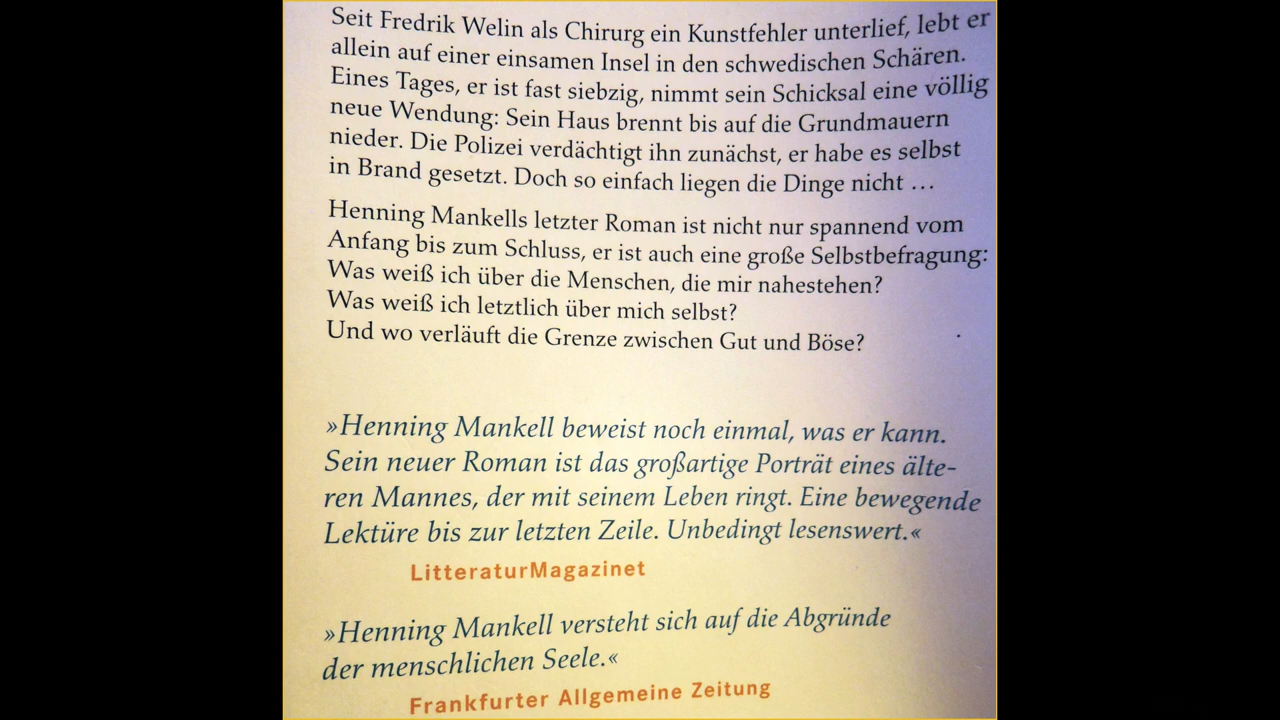 Seit Fredrik Welin als Chirurg ein Kunstfehler unterlief, lebt er
allein auf einer einsamen Insel in den schwedischen Schären.
Eines Tages, er ist fast siebzig, nimmt sein Schicksal eine völlig
neue Wendung: Sein Haus brennt bis auf die Grundmauern
nieder. Die Polizei verdächtigt ihn zunächst, er habe es selbst
in Brand gesetzt. Doch so einfach liegen die Dinge nicht …
Henning Mankells letzter Roman ist nicht nur spannend vom
Anfang bis zum Schluss, er ist auch eine große Selbstbefragung:
Was weiß ich über die Menschen, die mir nahestehen?
Was weiß ich letztlich über mich selbst?
Und wo verläuft die Grenze zwischen Gut und Böse?
»Henning Mankell beweist noch einmal, was er kann.
Sein neuer Roman ist das großartige Porträt eines älte-
ren Mannes, der mit seinem Leben ringt. Eine bewegende
Lektüre bis zur letzten Zeile. Unbedingt lesenswert.«
LitteraturMagazinet
»Henning Mankell versteht sich auf die Abgründe
der menschlichen Seele.«
Frankfurter Allgemeine Zeitung